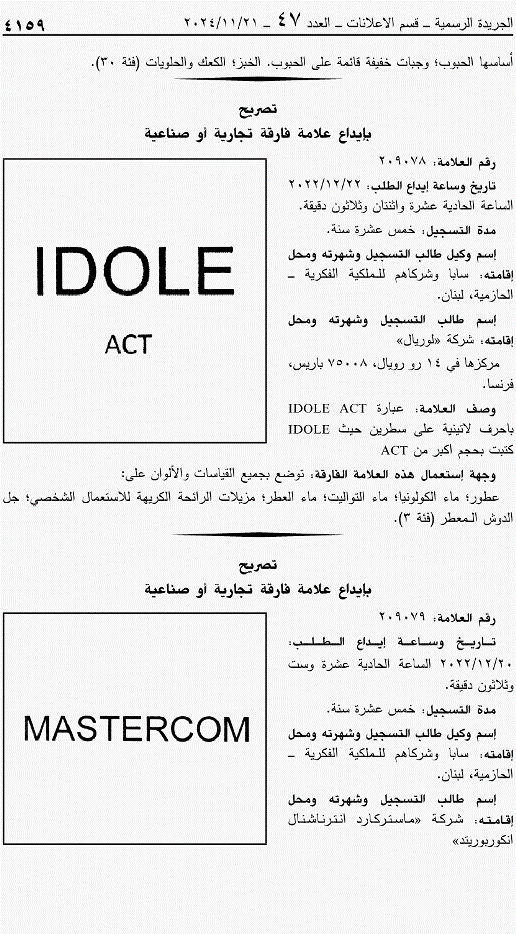 الجريدة الرسمية ــ قسم الاعلانات ــ العدد ٤٧ ــ ٢٠٢٤/١١/٢١
٤١٥٩
أساسها الحبوب؛ وجبات خفيفة قائمة على الحبوب. الخبز؛ الكعك والحلويات (فئة ٣٠).
تصريح
بإيداع علامة فارقة تجارية أو صناعية
رقم العلامة: ٢٠٩٠٧٨
تاريخ وساعة إيداع الطلب: ٢٠٢٢/١٢/٢٢
الساعة الحادية عشرة واثنتان وثلاثون دقيقة.
مدة التسجيل: خمس عشرة سنة.
إسم وكيل طالب التسجيل وشهرته ومحل
إقامته: سابا وشركاهم للملكية الفكرية ــ
الحازمية، لبنان.
إسم طالب التسجيل وشهرته ومحل
إقامته: شركة «لوريال»
مركزها في ١٤ رو رويال، ٧٥٠٠٨ باريس،
فرنسا.
وصف العلامة: عبارة IDOLE ACT
باحرف لاتينية على سطرين حيث IDOLE
كتبت بحجم اكبر من ACT
IDOLE
ACT
وجهة إستعمال هذه العلامة الفارقة: توضع بجميع القياسات والألوان على:
عطور؛ ماء الكولونيا؛ ماء التواليت؛ ماء العطر؛ مزيلات الرائحة الكريهة للاستعمال الشخصي؛ جل
الدوش المعطر (فئة ٣).
تصريح
بإيداع علامة فارقة تجارية أو صناعية
رقم العلامة: ٢٠٩٠٧٩
تاريخ وساعة إيداع الطلب:
٢٠٢٢/١٢/٢٠ الساعة الحادية عشرة وست
وثلاثون دقيقة.
مدة التسجيل: خمس عشرة سنة.
إسم وكيل طالب التسجيل وشهرته ومحل
إقامته: سابا وشركاهم للملكية الفكرية ــ
الحازمية، لبنان.
إسم طالب التسجيل وشهرته ومحل
إقامته: شركة «ماستركارد انترناشنال
انكوربوريتد»
MASTERCOM